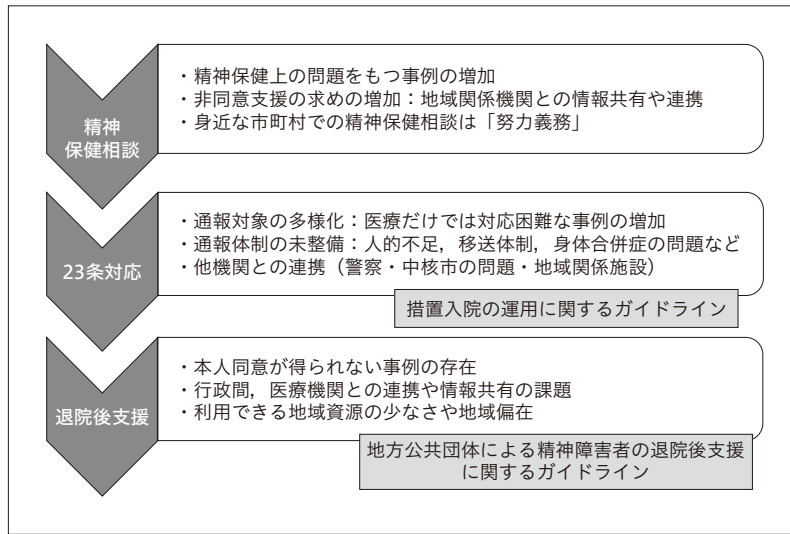 精神
保健相談
・精神保健上の問題をもつ事例の増加
・非同意支援の求めの増加：地域関係機関との情報共有や連携
・身近な市町村での精神保健相談は「努力義務」
23条対応
・通報対象の多様化：医療だけでは対応困難な事例の増加
・通報体制の未整備：人的不足，移送体制，身体合併症の問題など
・他機関との連携（警察・中核市の問題・地域関係施設）
措置入院の運用に関するガイドライン
退院後支援
・本人同意が得られない事例の存在
・行政間，医療機関との連携や情報共有の課題
・利用できる地域資源の少なさや地域偏在
地方公共団体による精神障害者の退院後支援
に関するガイドライン